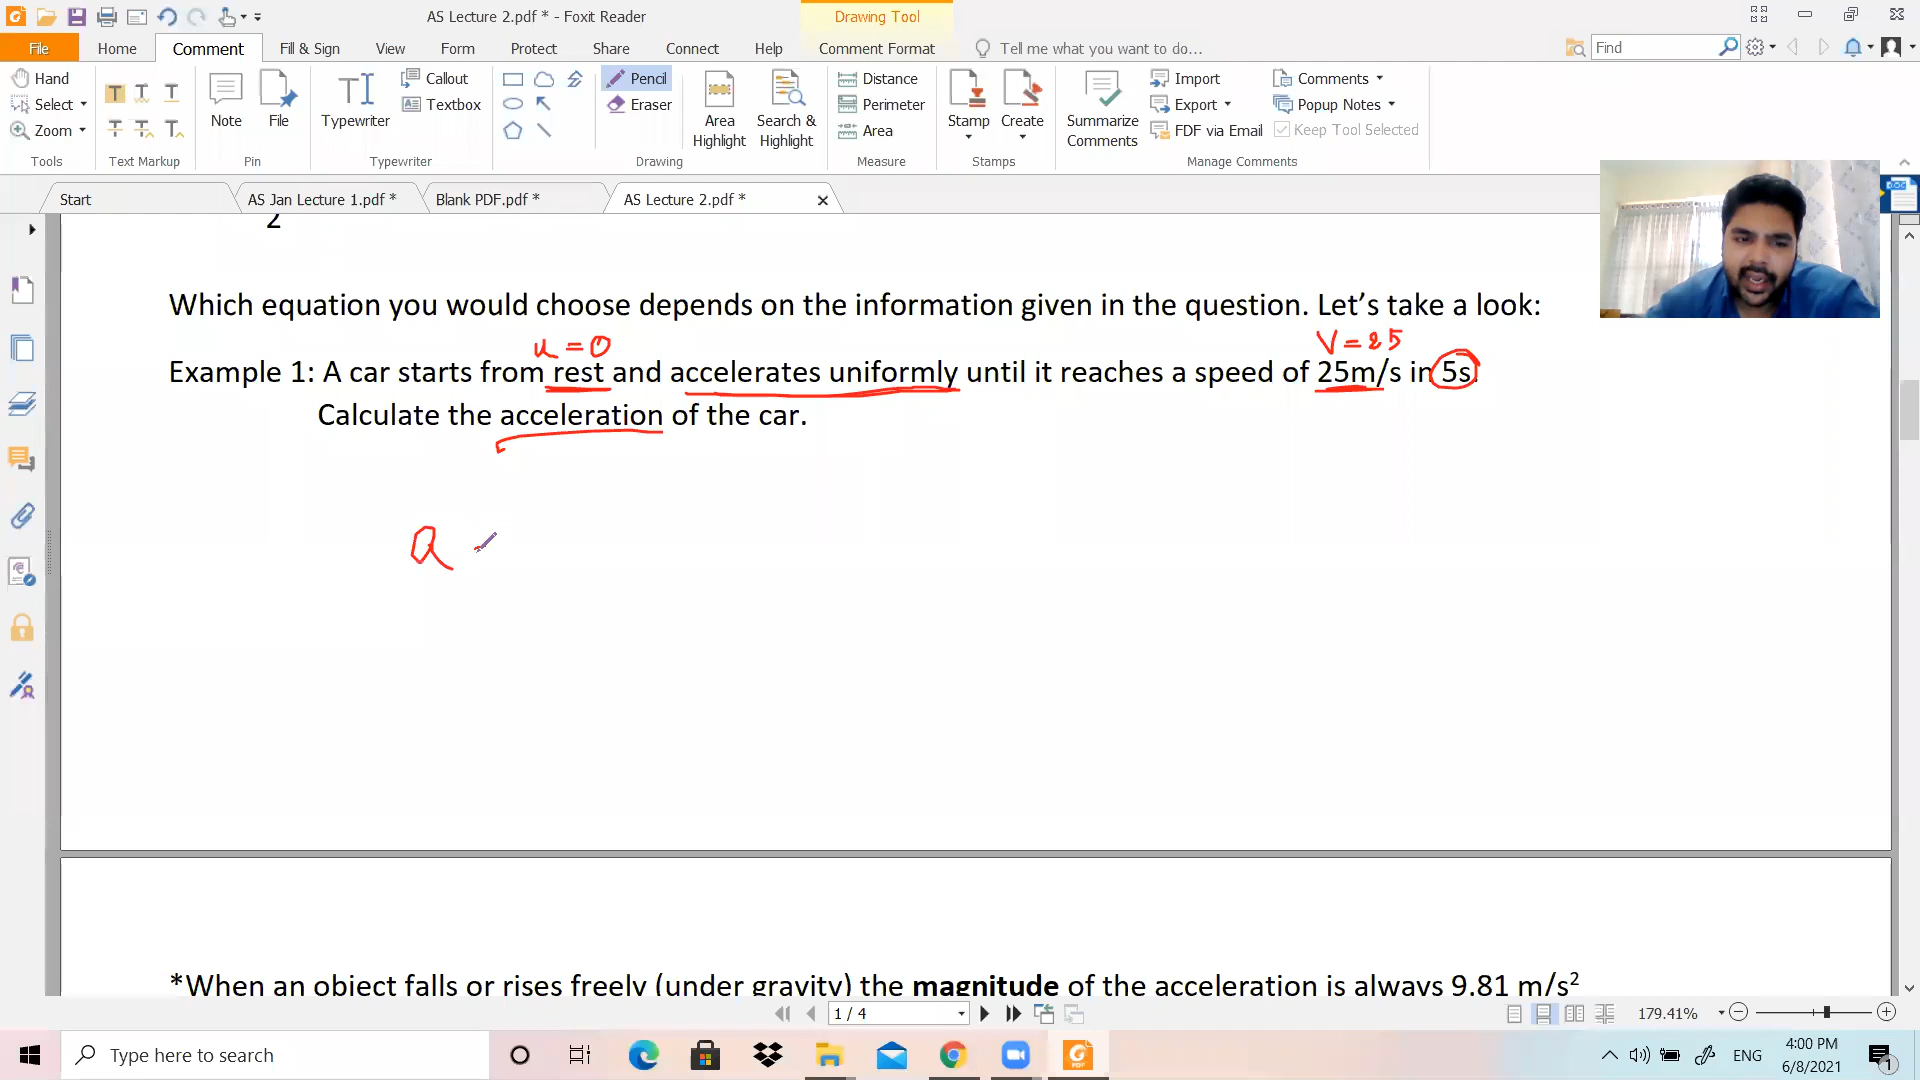 AS Lecture 2.pdf * - Foxit Reader
Drawing Tool
File
Home
Comment
Fill & Sign
View
Form
Protect
Share
Connect
Help
Comment Format
Tell me what you want to do...
Find
Hand
Select
Zoom
Tools
Text Markup
Note
File
Pin
Typewriter
Callout
Textbox
Typewriter
Pencil
Eraser
Area Highlight
Search & Highlight
Drawing
Distance
Perimeter
Area
Measure
Stamp
Create
Stamps
Summarize Comments
Import
Export
FDF via Email
Comments
Popup Notes
Keep Tool Selected
Manage Comments
Start
AS Jan Lecture 1.pdf *
Blank PDF.pdf *
AS Lecture 2.pdf *
DOC
2
Which equation you would choose depends on the information given in the question. Let's take a look:
u = 0
V = 25
Example 1: A car starts from rest and accelerates uniformly until it reaches a speed of 25m/s in 5s.
Calculate the acceleration of the car.
a -
*When an object falls or rises freely (under gravity) the magnitude of the acceleration is always 9.81 m/s²
1 / 4
179.41%
Type here to search
ENG
4:00 PM
6/8/2021
1